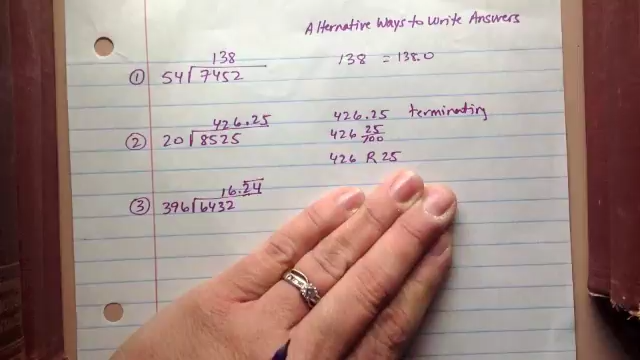 Alternative Ways to Write Answers
① 54 7452 138
138 = 138.0
② 20 8525 426.25
426.25 terminating
426 25/100
426 R 25
③ 396 6432 16.24